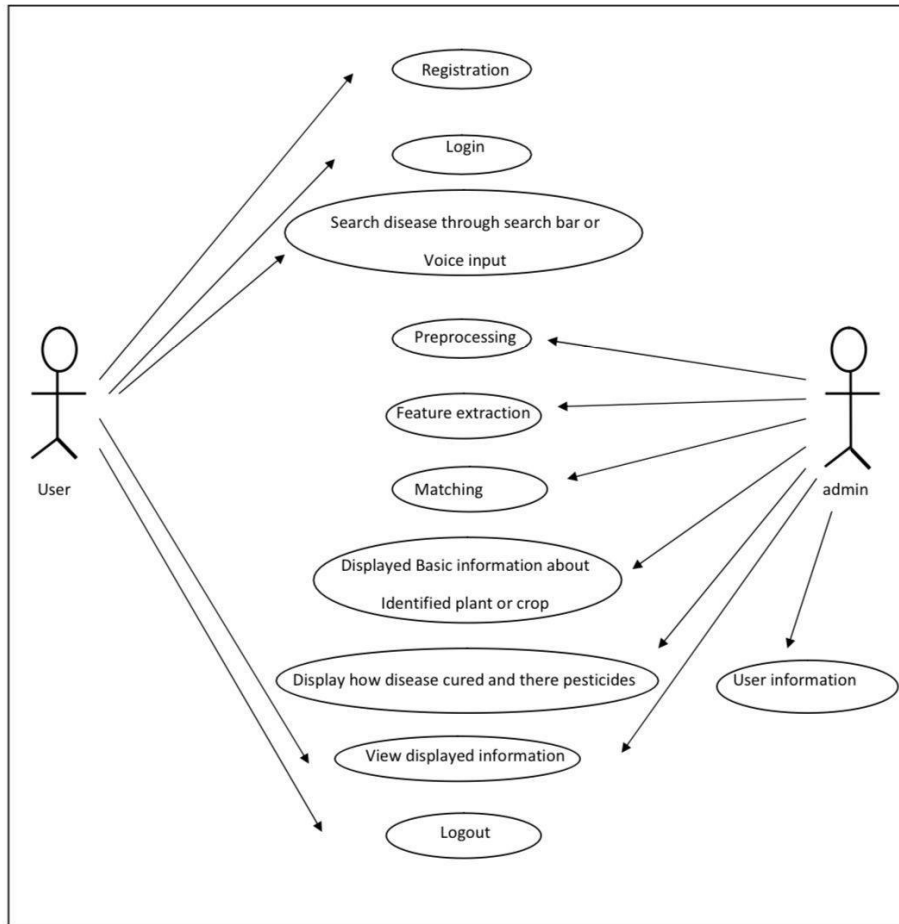 Registration
Login
Search disease through search bar or
Voice input
Preprocessing
Feature extraction
User
Matching
admin
Displayed Basic information about
Identified plant or crop
Display how disease cured and there pesticides
User information
View displayed information
Logout